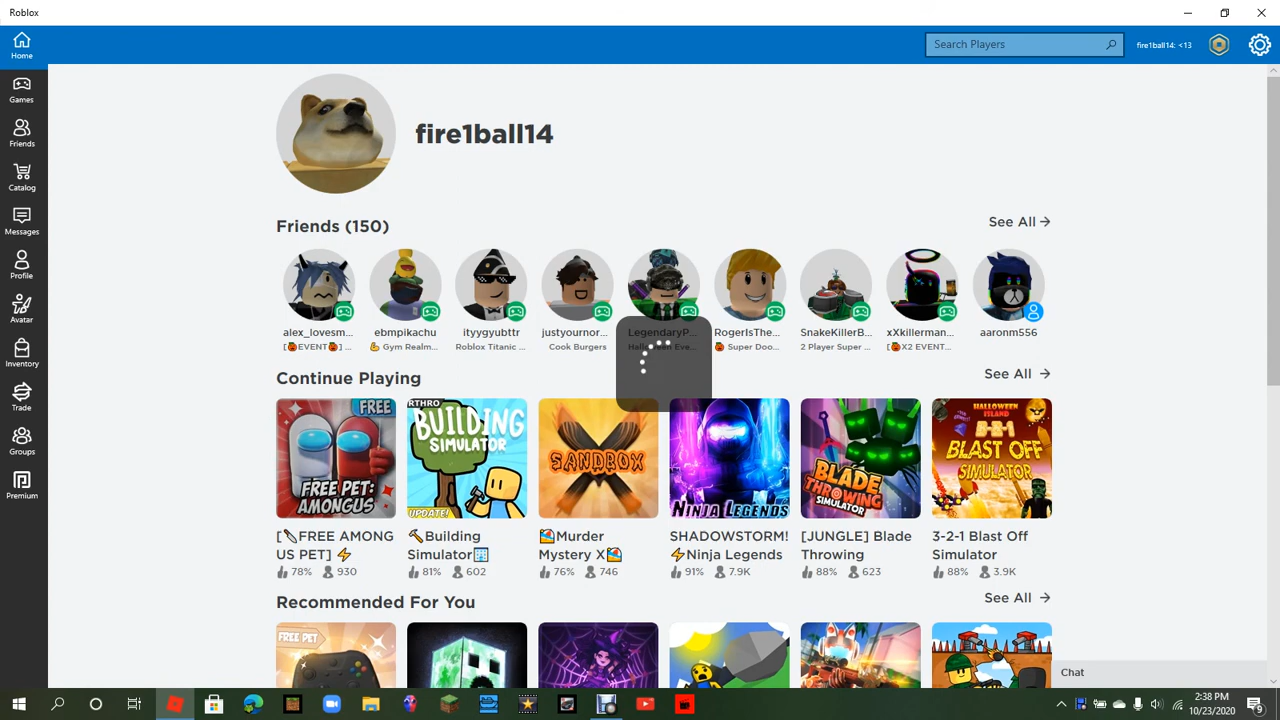 Roblox
Home
Search Players
fire1ball14: <13
Games
Friends
Catalog
Messages
Profile
Avatar
Inventory
Trade
Groups
Premium
fire1ball14
Friends (150)
See All →
alex_lovesm...
[🎃EVENT🎃] ...
ebmpikachu
💪 Gym Realm...
ityygyubttr
Roblox Titanic
justyournor...
Cook Burgers
LegendaryP...
Halloween Eve...
RogerIsThe...
🎃 Super Doo...
SnakeKillerB...
2 Player Super ...
xXkillerman...
[🎃X2 EVENT...
aaronm556
Continue Playing
See All →
FREE
FREE PET:
AMONGUS
RTHRO
BUILDING
SIMULATOR
UPDATE!
SANDBOX
NINJA LEGENDS
BLADE
THROWING
SIMULATOR
HALLOWEEN
ISLAND
3-2-1
BLAST OFF
SIMULATOR
[🔪FREE AMONG
US PET] ⚡
78% 930
🔨Building
Simulator🏢
81% 602
🏖Murder
Mystery X🏖
76% 746
SHADOWSTORM!
⚡Ninja Legends
91% 7.9K
[JUNGLE] Blade
Throwing
88% 623
3-2-1 Blast Off
Simulator
88% 3.9K
Recommended For You
See All →
FREE PET
Chat
2:38 PM
10/23/2020
9